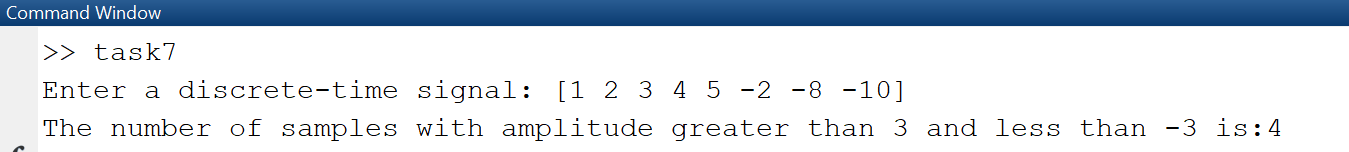 Command Window
>> task7
Enter a discrete-time signal: [1 2 3 4 5 -2 -8 -10]
The number of samples with amplitude greater than 3 and less than -3 is:4